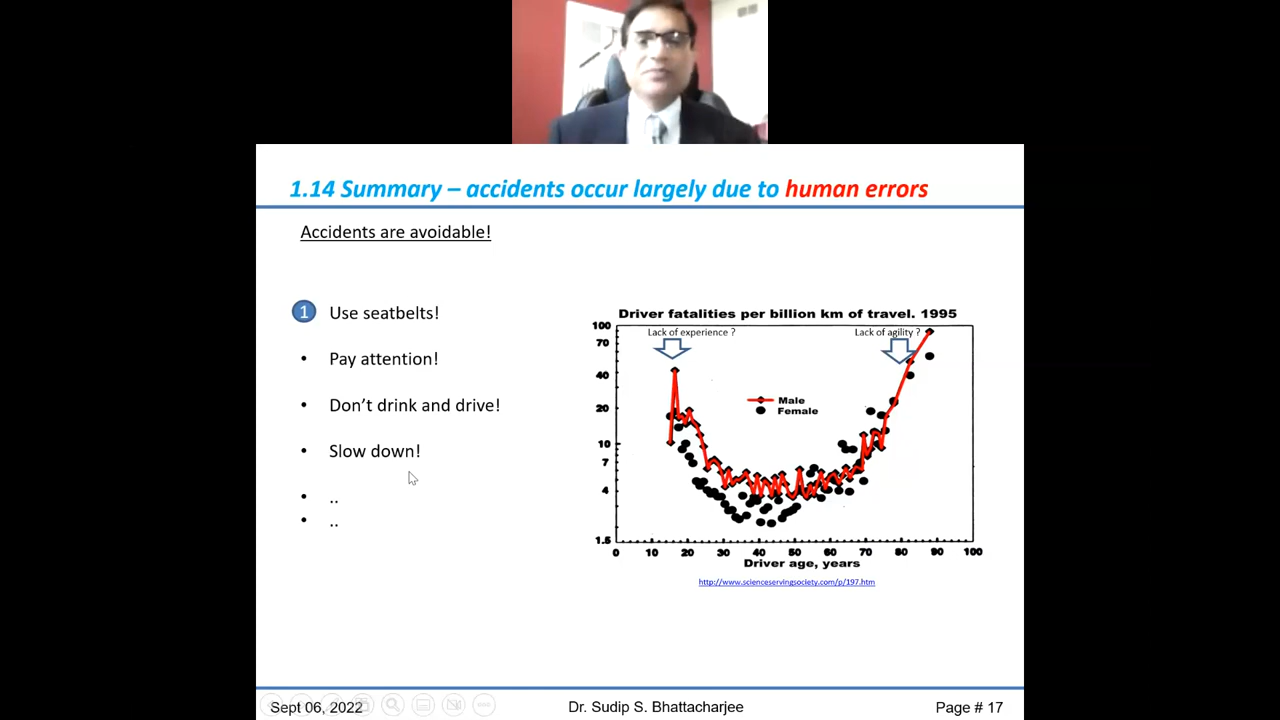 1.14 Summary – accidents occur largely due to human errors
Accidents are avoidable!
1 Use seatbelts!
• Pay attention!
• Don't drink and drive!
• Slow down!
• ..
• ..
Driver fatalities per billion km of travel. 1995
Lack of experience ?
Lack of agility ?
Male
Female
100
70
40
20
10
7
4
1.5
0 10 20 30 40 50 60 70 80 90 100
Driver age, years
http://www.scienceservingsociety.com/p/197.htm
Sept 06, 2022
Dr. Sudip S. Bhattacharjee
Page # 17